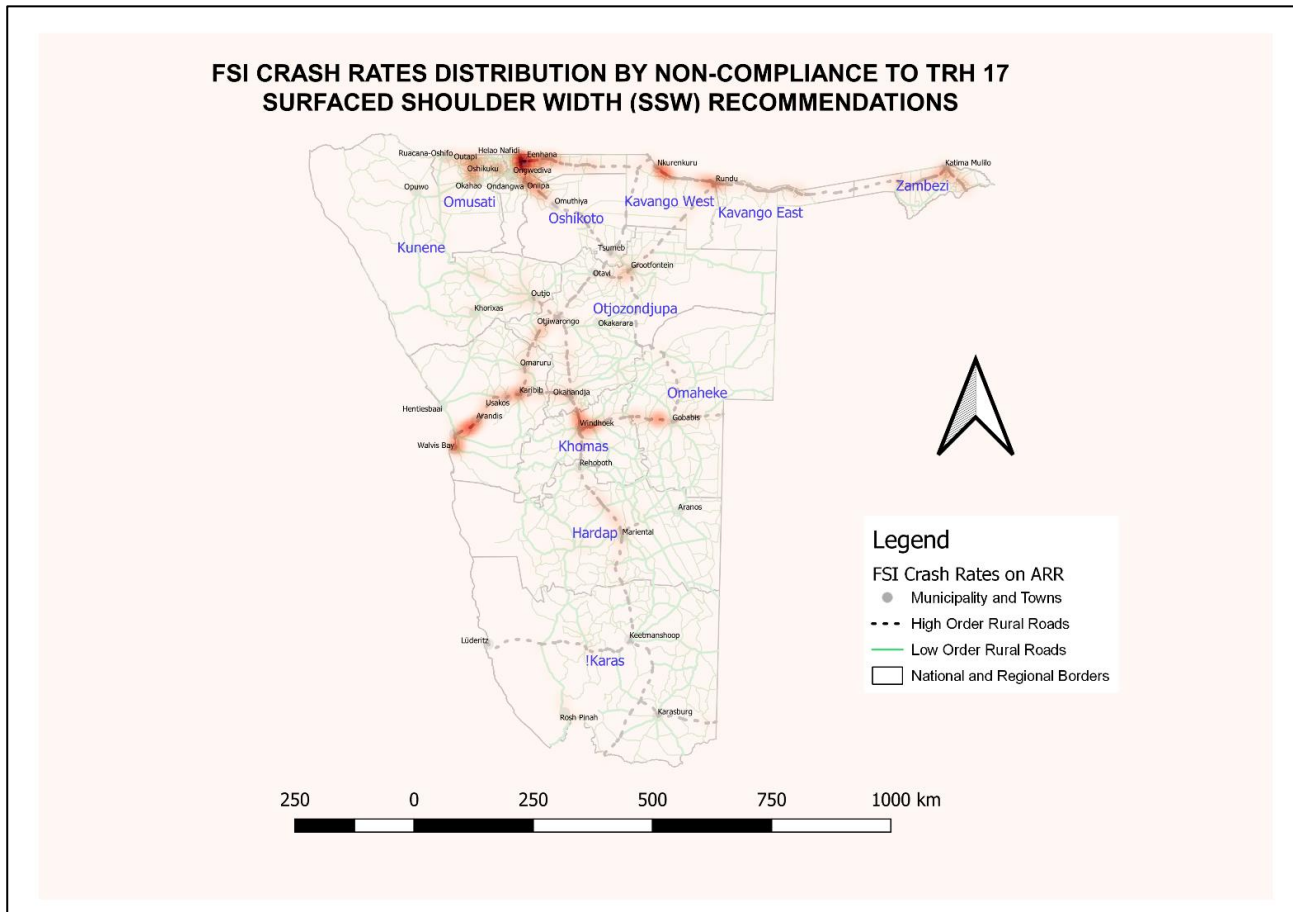 FSI CRASH RATES DISTRIBUTION BY NON-COMPLIANCE TO TRH 17
SURFACED SHOULDER WIDTH (SSW) RECOMMENDATIONS
Ruacana-Oshifo
Outapi
Helao Nafidi
Eenhana
Nkurenkuru
Katima Mulilo
Oshikuku
Ongwediva
Rundu
Opuwo
Okahao
Ondangwa
Oniipa
Zambezi
Omusati
Omuthiya
Kavango West
Kavango East
Oshikoto
Kunene
Tsumeb
Otavi
Grootfontein
Outjo
Khorixas
Otjozondjupa
Otjiwarongo
Okakarara
Omaruru
Karibib
Okahandja
Omaheke
Usakos
Hentiesbaai
Arandis
Gobabis
Windhoek
Walvis Bay
Khomas
Rehoboth
Aranos
Hardap
Mariental
Lüderitz
Keetmanshoop
!Karas
Rosh Pinah
Karasburg
Legend
FSI Crash Rates on ARR
Municipality and Towns
High Order Rural Roads
Low Order Rural Roads
National and Regional Borders
250 0 250 500 750 1000 km